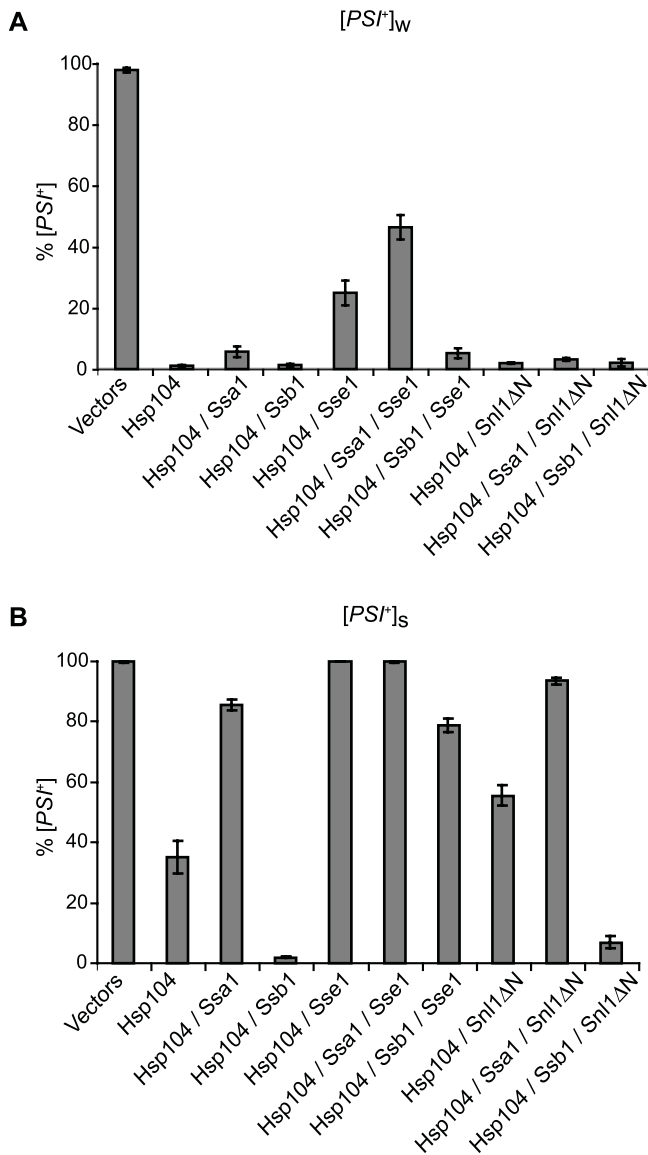 A
[PSI⁺]W
% [PSI⁺]
100
80
60
40
20
0
Vectors
Hsp104
Hsp104 / Ssa1
Hsp104 / Ssb1
Hsp104 / Sse1
Hsp104 / Ssa1 / Sse1
Hsp104 / Ssb1 / Sse1
Hsp104 / Snl1ΔN
Hsp104 / Ssa1 / Snl1ΔN
Hsp104 / Ssb1 / Snl1ΔN
B
[PSI⁺]S
% [PSI⁺]
100
80
60
40
20
0
Vectors
Hsp104
Hsp104 / Ssa1
Hsp104 / Ssb1
Hsp104 / Sse1
Hsp104 / Ssa1 / Sse1
Hsp104 / Ssb1 / Sse1
Hsp104 / Snl1ΔN
Hsp104 / Ssa1 / Snl1ΔN
Hsp104 / Ssb1 / Snl1ΔN